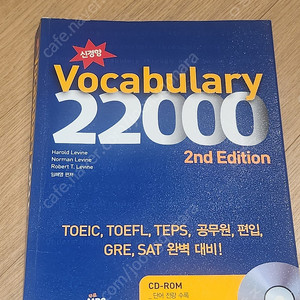 신경향
Vocabulary
22000
2nd Edition
Harold Levine
Norman Levine
Robert T. Levine
TOEIC, TOEFL, TEPS, 공무원, 편입,
GRE, SAT 완벽 대비!
CD-ROM